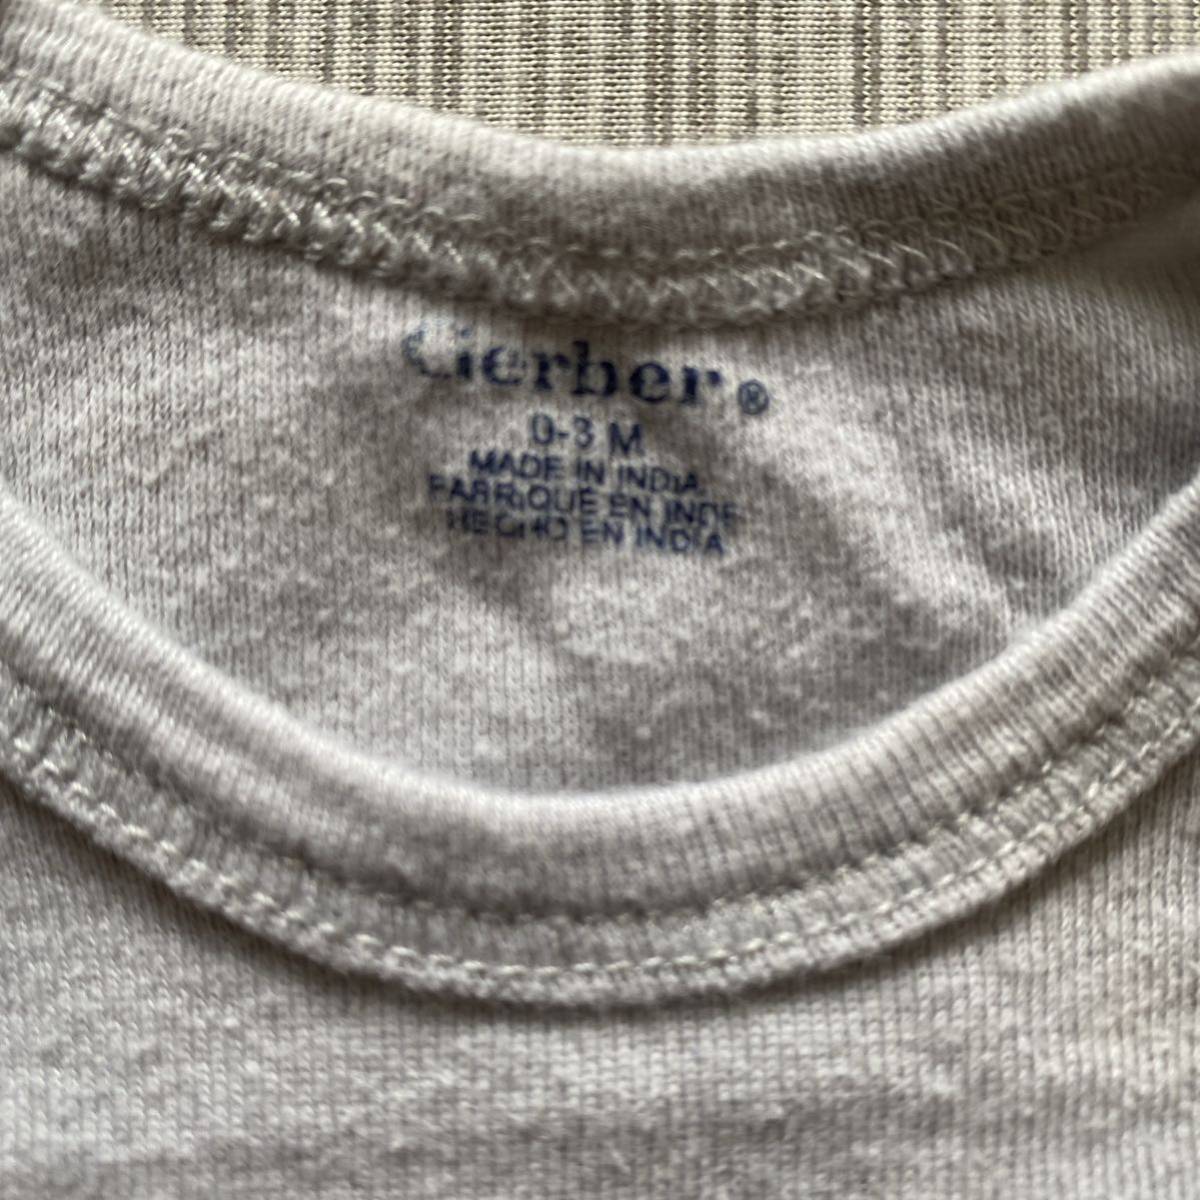 Gerber®
0-3 M
MADE IN INDIA
FABRIQUÉ EN INDE
HECHO EN INDIA